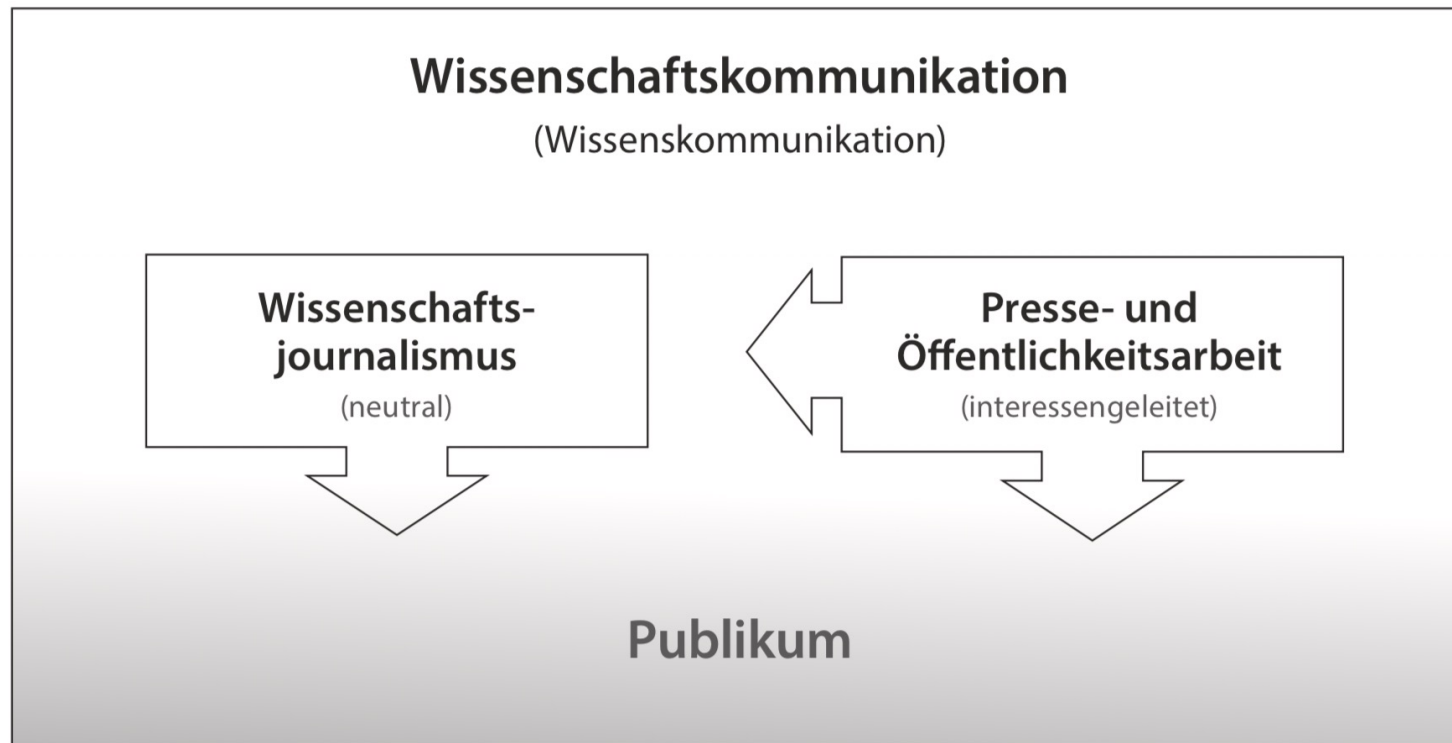 Wissenschaftskommunikation
(Wissenskommunikation)
Wissenschafts-
journalismus
(neutral)
Presse- und
Öffentlichkeitsarbeit
(interessengeleitet)
Publikum